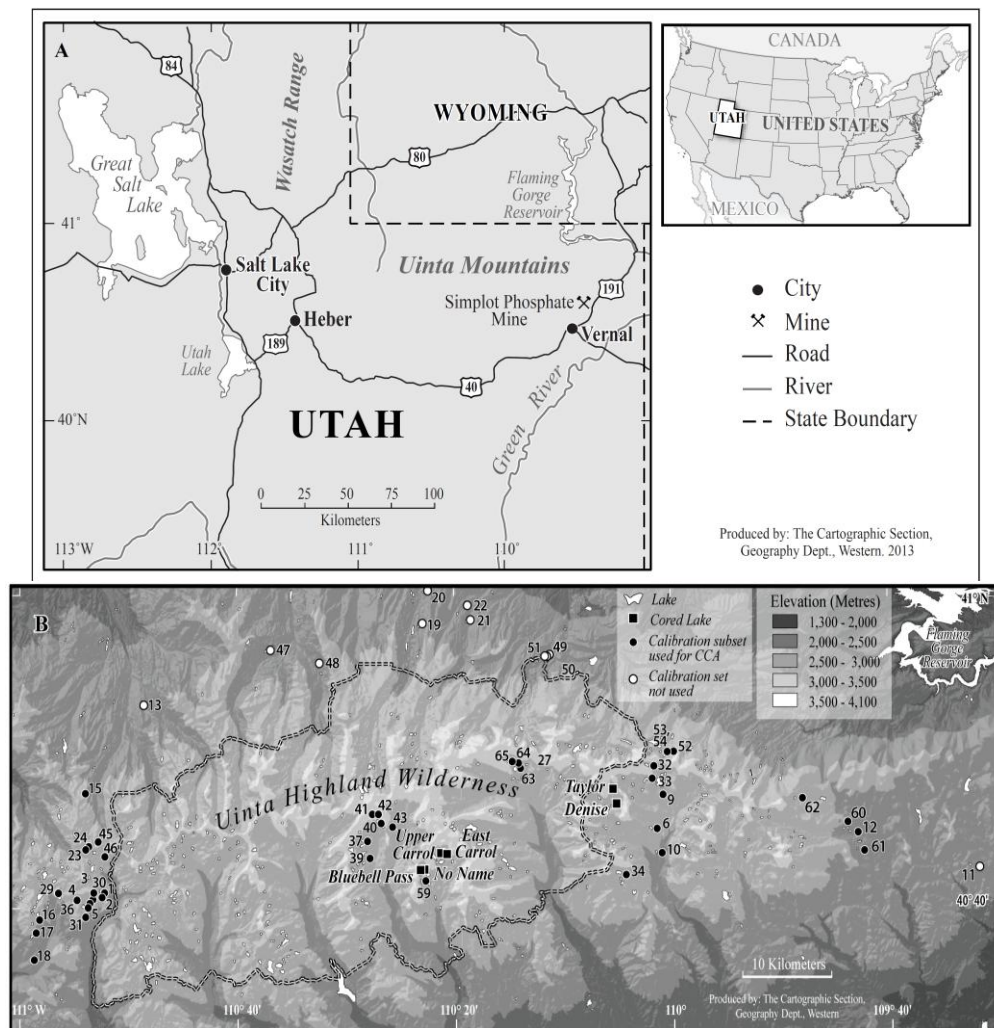 A
84
Wasatch Range
WYOMING
80
Great
Salt
Lake
Flaming
Gorge
Reservoir
41°
Salt Lake
City
Uinta Mountains
191
Simplot Phosphate
Mine
Heber
Vernal
189
Utah
Lake
40
40°N
UTAH
Green River
0 25 50 75 100
Kilometers
113°W
112°
111°
110°
CANADA
UTAH
UNITED STATES
MEXICO
City
Mine
Road
River
State Boundary
Produced by: The Cartographic Section,
Geography Dept., Western. 2013
B
20
22
19
21
47
48
51
49
50
13
Lake
Cored Lake
Calibration subset
used for CCA
Calibration set
not used
Elevation (Metres)
1,300 - 2,000
2,000 - 2,500
2,500 - 3,000
3,000 - 3,500
3,500 - 4,100
41° N
Flaming
Gorge
Reservoir
53,
54
52
65
64
27
63
32
33
9
15
Uinta Highland Wilderness
Taylor
Denise
62
60
12
61
41
42
40
43
6
24
45
23
46
37
39
Upper
Carrol
East
Carrol
10
Bluebell Pass
No Name
59
34
11
40° 40'
3
30
29
4
2
36
5
31
16
17
18
10 Kilometers
Produced by: The Cartographic Section,
Geography Dept., Western
111° W
110° 40'
110° 20'
110°
109° 40'